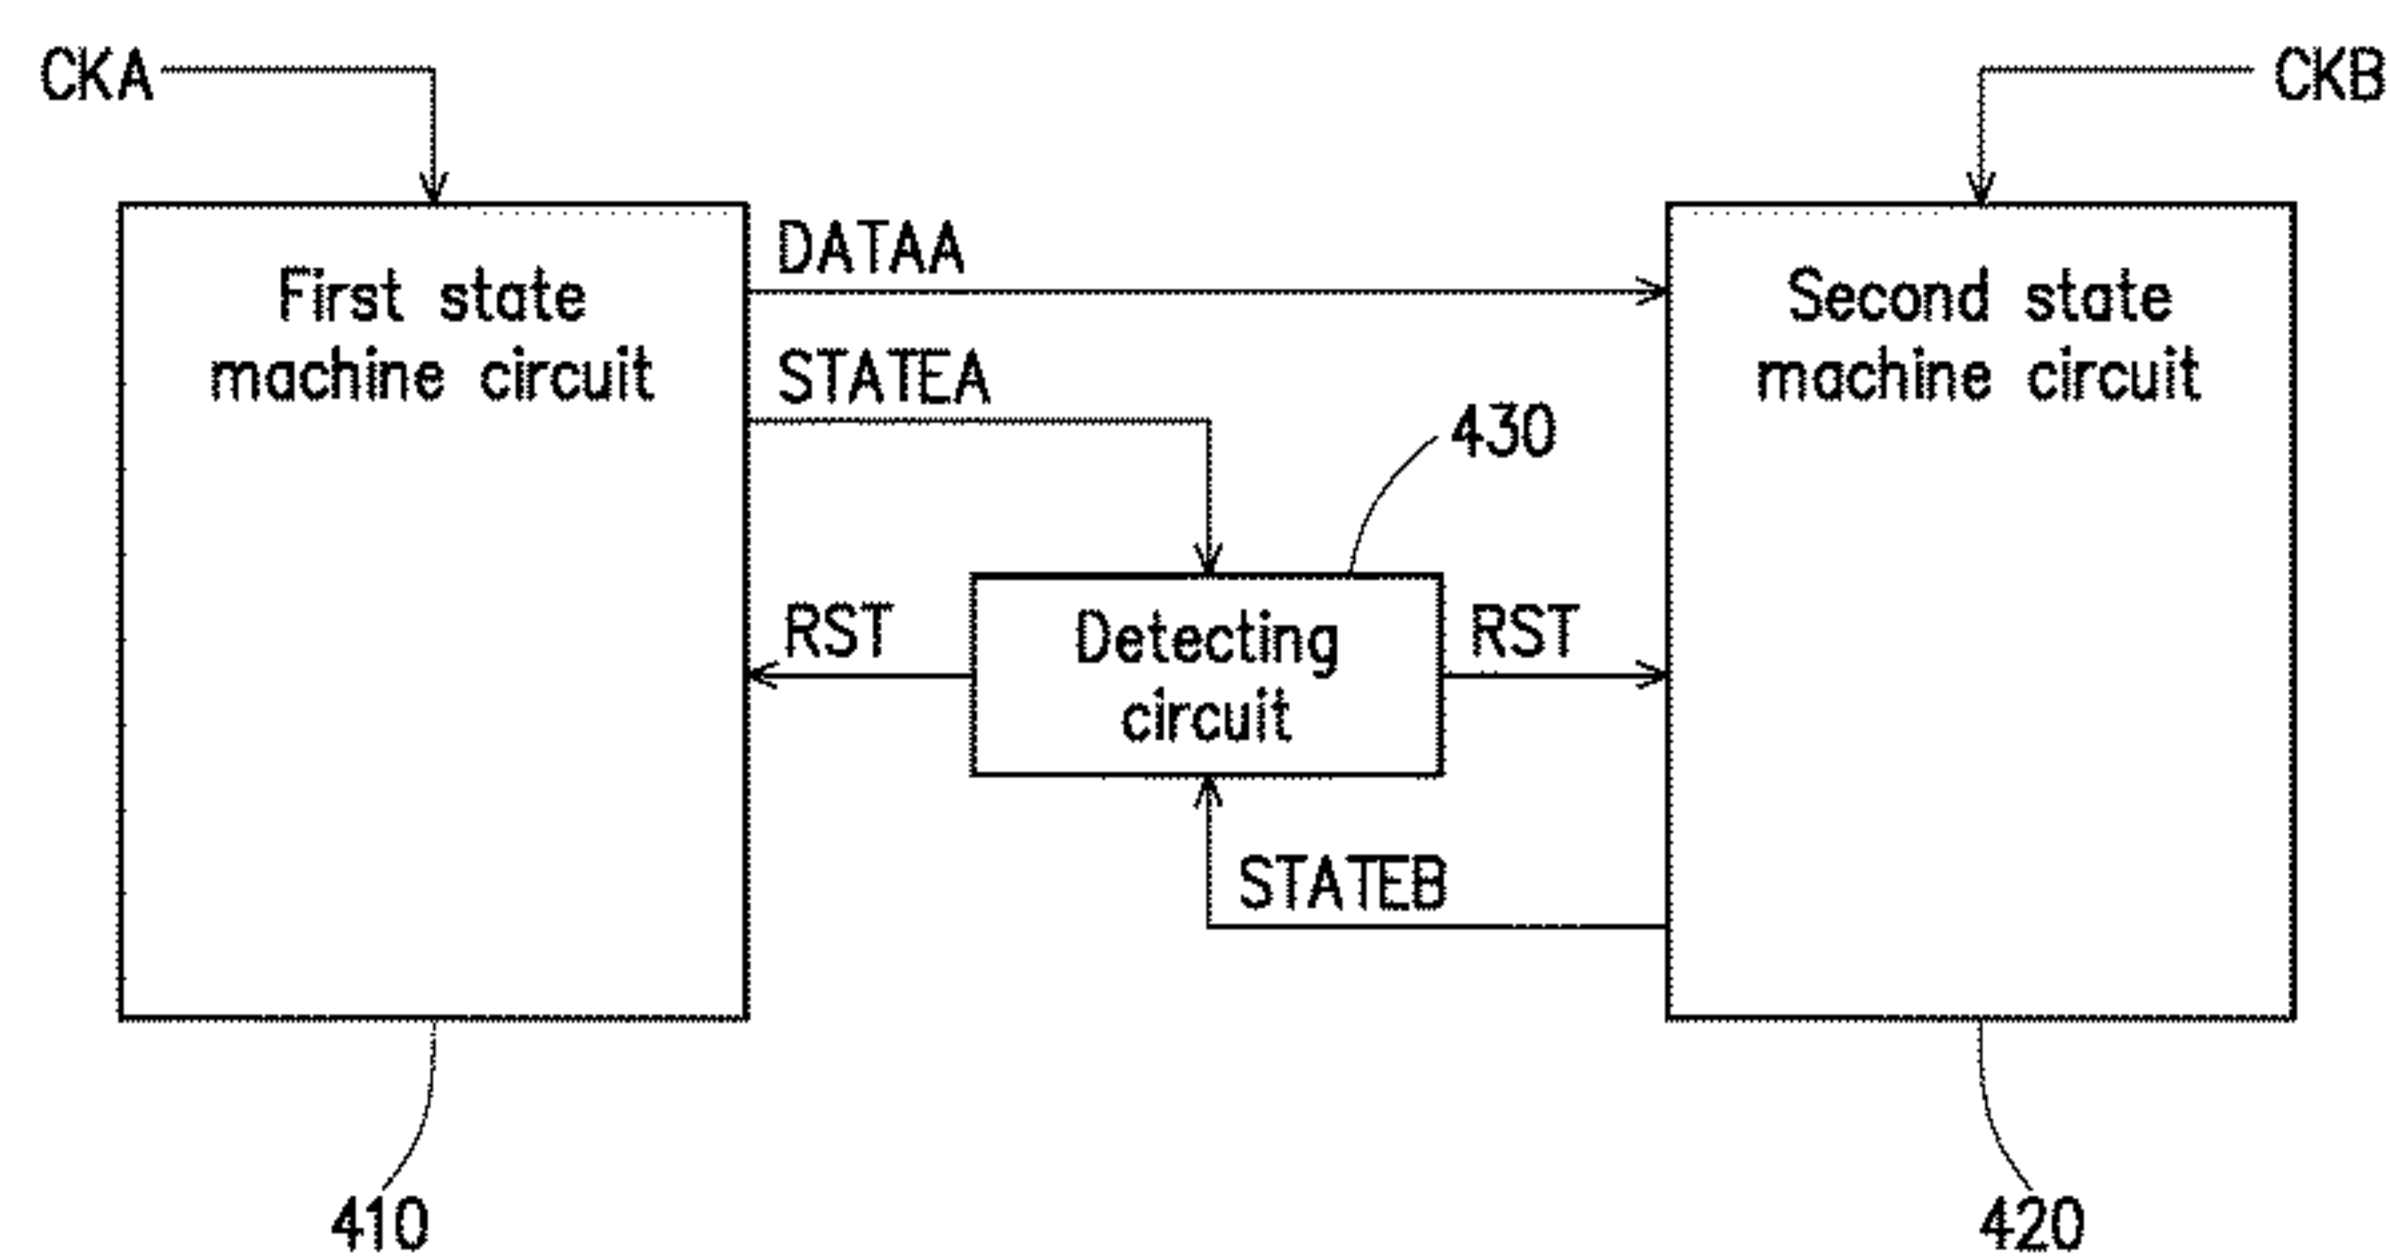 CKA
CKB
First state
machine circuit
DATAA
STATEA
Second state
machine circuit
430
RST
Detecting
circuit
RST
STATEB
410
420